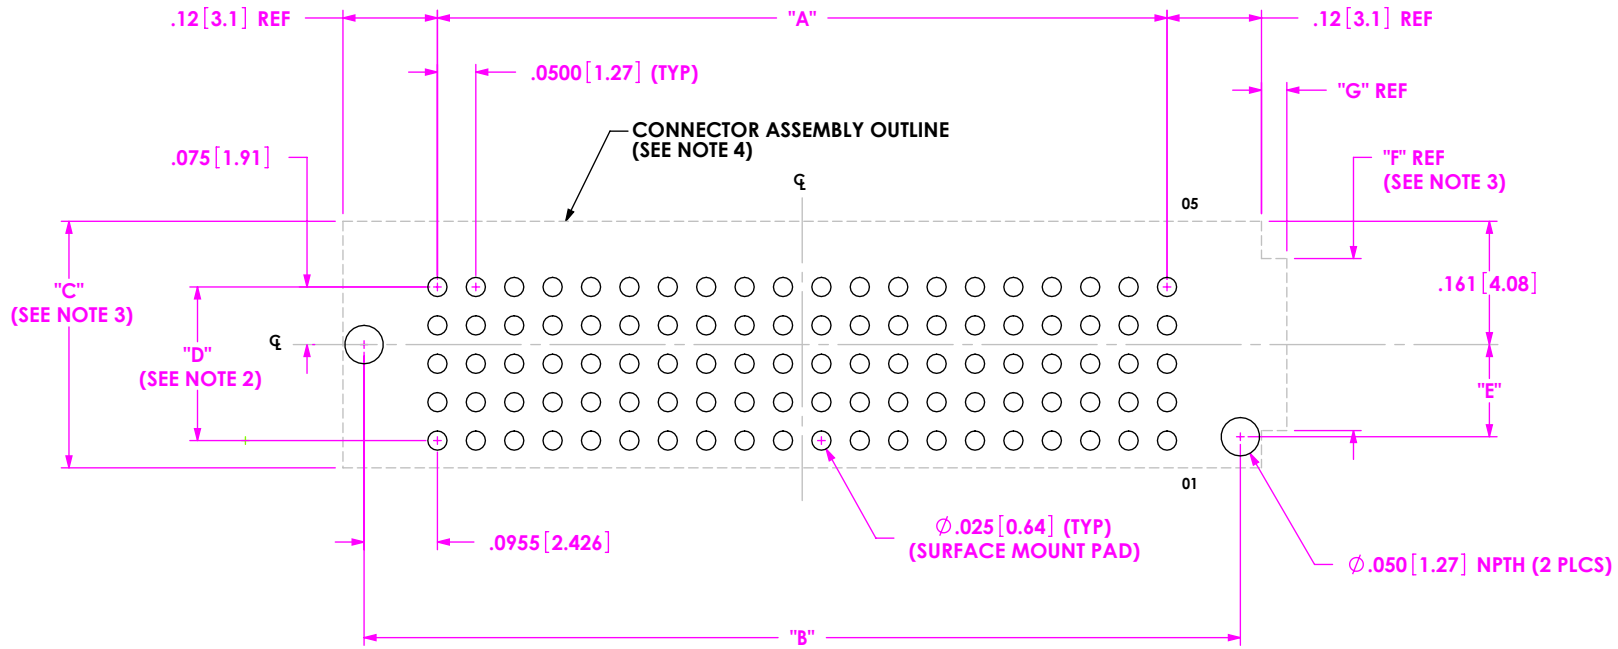 .12[3.1] REF
"A"
.12[3.1] REF
.0500[1.27] (TYP)
"G" REF
CONNECTOR ASSEMBLY OUTLINE
(SEE NOTE 4)
.075[1.91]
"F" REF
(SEE NOTE 3)
℄
05
"C"
(SEE NOTE 3)
.161[4.08]
℄
"D"
(SEE NOTE 2)
"E"
01
.0955[2.426]
∅.025[0.64] (TYP)
(SURFACE MOUNT PAD)
∅.050[1.27] NPTH (2 PLCS)
"B"